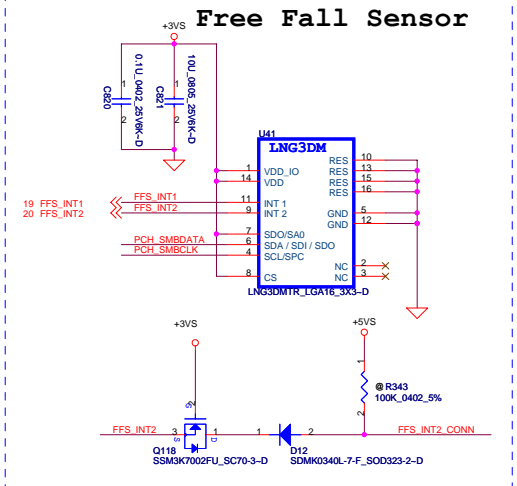 Free Fall Sensor
+3VS
0.1U_0402_25V6K~D
10U_0805_25V6K~D
C820
C821
1
2
1
2
U41
LNG3DM
1 VDD_IO
14 VDD
RES 10
RES 13
RES 15
RES 16
19 FFS_INT1
20 FFS_INT2
FFS_INT1 11 INT 1
FFS_INT2 9 INT 2
GND 5
GND 12
7 SDO/SA0
PCH_SMBDATA 6 SDA / SDI / SDO
PCH_SMBCLK 4 SCL/SPC
NC 2
NC 3
8 CS
LNG3DMTR_LGA16_3X3~D
+3VS
+5VS
1
@ R343
100K_0402_5%
2
G
2
FFS_INT2 3 S D 1
1 2
FFS_INT2_CONN
Q118
SSM3K7002FU_SC70-3~D
D12
SDMK0340L-7-F_SOD323-2~D